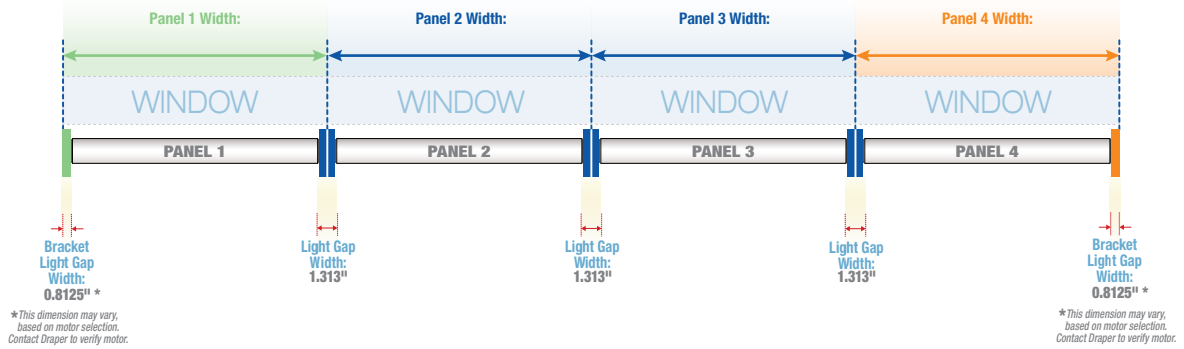 Panel 1 Width:
Panel 2 Width:
Panel 3 Width:
Panel 4 Width:
WINDOW
WINDOW
WINDOW
WINDOW
PANEL 1
PANEL 2
PANEL 3
PANEL 4
Bracket
Light Gap
Width:
0.8125" *
*This dimension may vary,
based on motor selection.
Contact Draper to verify motor.
Light Gap
Width:
1.313"
Light Gap
Width:
1.313"
Light Gap
Width:
1.313"
Bracket
Light Gap
Width:
0.8125" *
*This dimension may vary,
based on motor selection.
Contact Draper to verify motor.